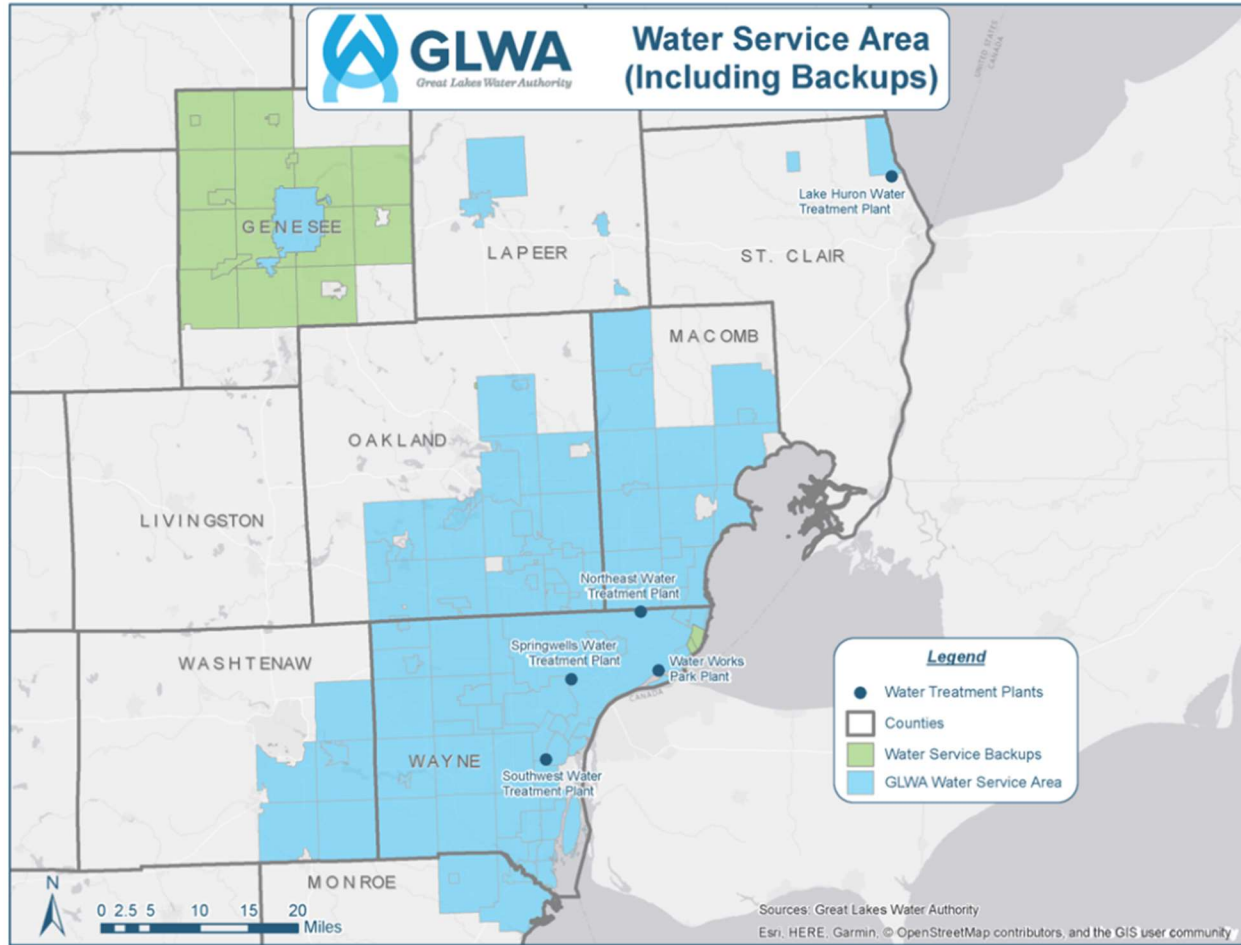 GLWA
Great Lakes Water Authority
Water Service Area
(Including Backups)
UNITED STATES
CANADA
Lake Huron Water
Treatment Plant
GENESEE
LAPEER
ST. CLAIR
MACOMB
OAKLAND
LIVINGSTON
Northeast Water
Treatment Plant
WASHTENAW
Springwells Water
Treatment Plant
Water Works
Park Plant
CANADA
WAYNE
Southwest Water
Treatment Plant
MONROE
Legend
Water Treatment Plants
Counties
Water Service Backups
GLWA Water Service Area
N
0 2.5 5 10 15 20
Miles
Sources: Great Lakes Water Authority
Esri, HERE, Garmin, © OpenStreetMap contributors, and the GIS user community